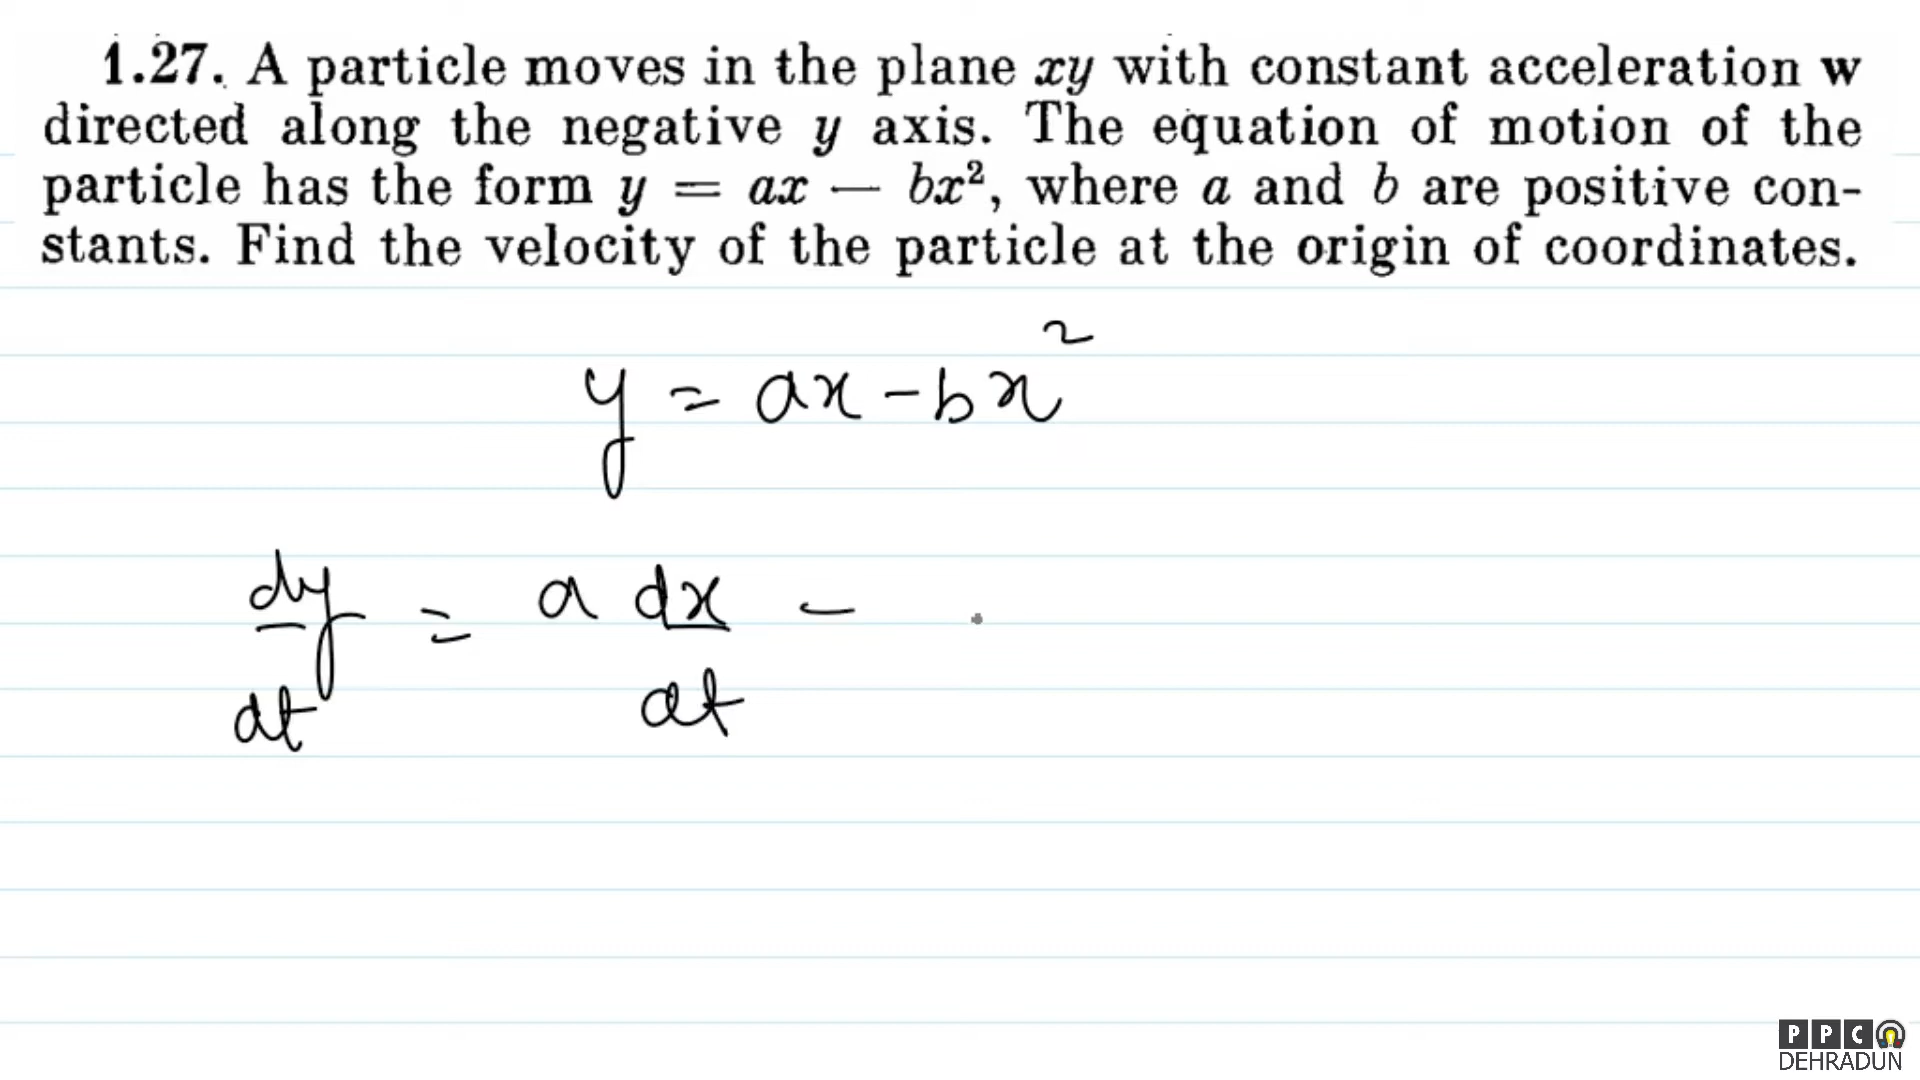 1.27. A particle moves in the plane xy with constant acceleration w
directed along the negative y axis. The equation of motion of the
particle has the form y = ax — bx², where a and b are positive con-
stants. Find the velocity of the particle at the origin of coordinates.
y = ax - bx²
dy/dt = a dx/dt -
PPC
DEHRADUN